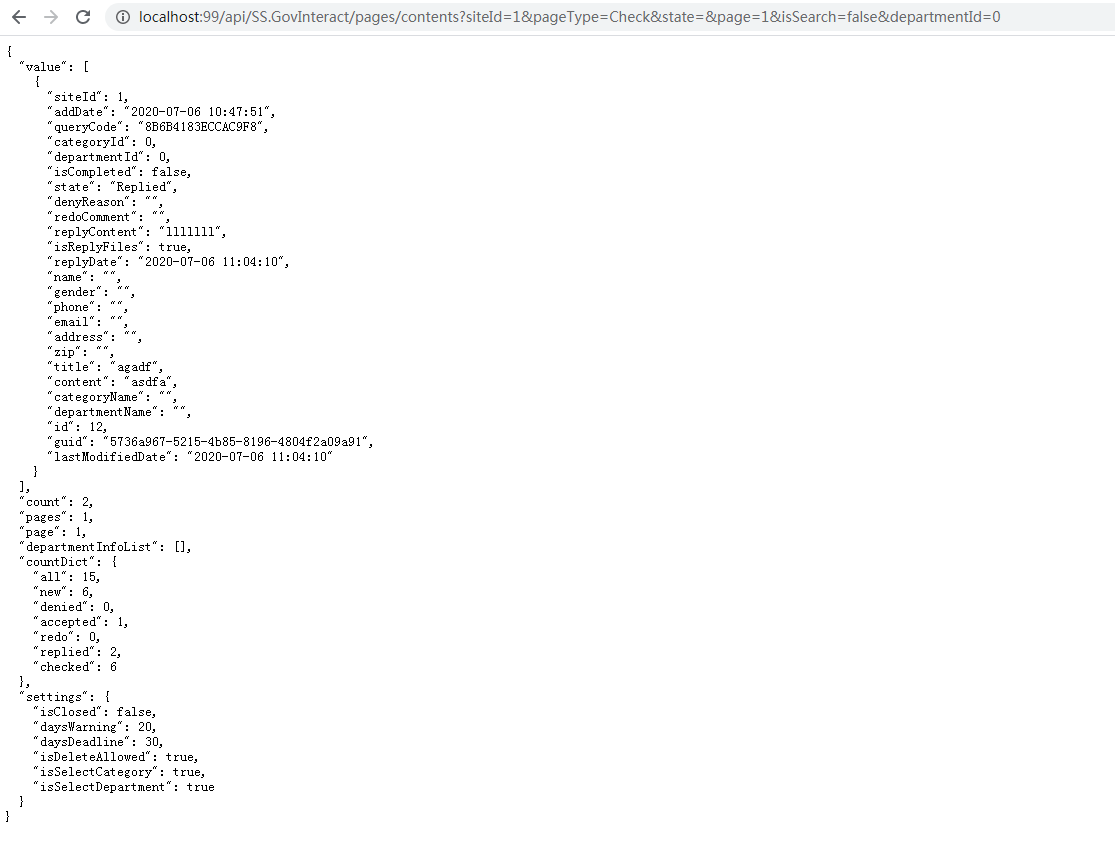 localhost:99/api/SS.GovInteract/pages/contents?siteId=1&pageType=Check&state=&page=1&isSearch=false&departmentId=0
{
  "value": [
    {
      "siteId": 1,
      "addDate": "2020-07-06 10:47:51",
      "queryCode": "8B6B4183ECCAC9F8",
      "categoryId": 0,
      "departmentId": 0,
      "isCompleted": false,
      "state": "Replied",
      "denyReason": "",
      "redoComment": "",
      "replyContent": "lllllll",
      "isReplyFiles": true,
      "replyDate": "2020-07-06 11:04:10",
      "name": "",
      "gender": "",
      "phone": "",
      "email": "",
      "address": "",
      "zip": "",
      "title": "agadf",
      "content": "asdfa",
      "categoryName": "",
      "departmentName": "",
      "id": 12,
      "guid": "5736a967-5215-4b85-8196-4804f2a09a91",
      "lastModifiedDate": "2020-07-06 11:04:10"
    }
  ],
  "count": 2,
  "pages": 1,
  "page": 1,
  "departmentInfoList": [],
  "countDict": {
    "all": 15,
    "new": 6,
    "denied": 0,
    "accepted": 1,
    "redo": 0,
    "replied": 2,
    "checked": 6
  },
  "settings": {
    "isClosed": false,
    "daysWarning": 20,
    "daysDeadline": 30,
    "isDeleteAllowed": true,
    "isSelectCategory": true,
    "isSelectDepartment": true
  }
}